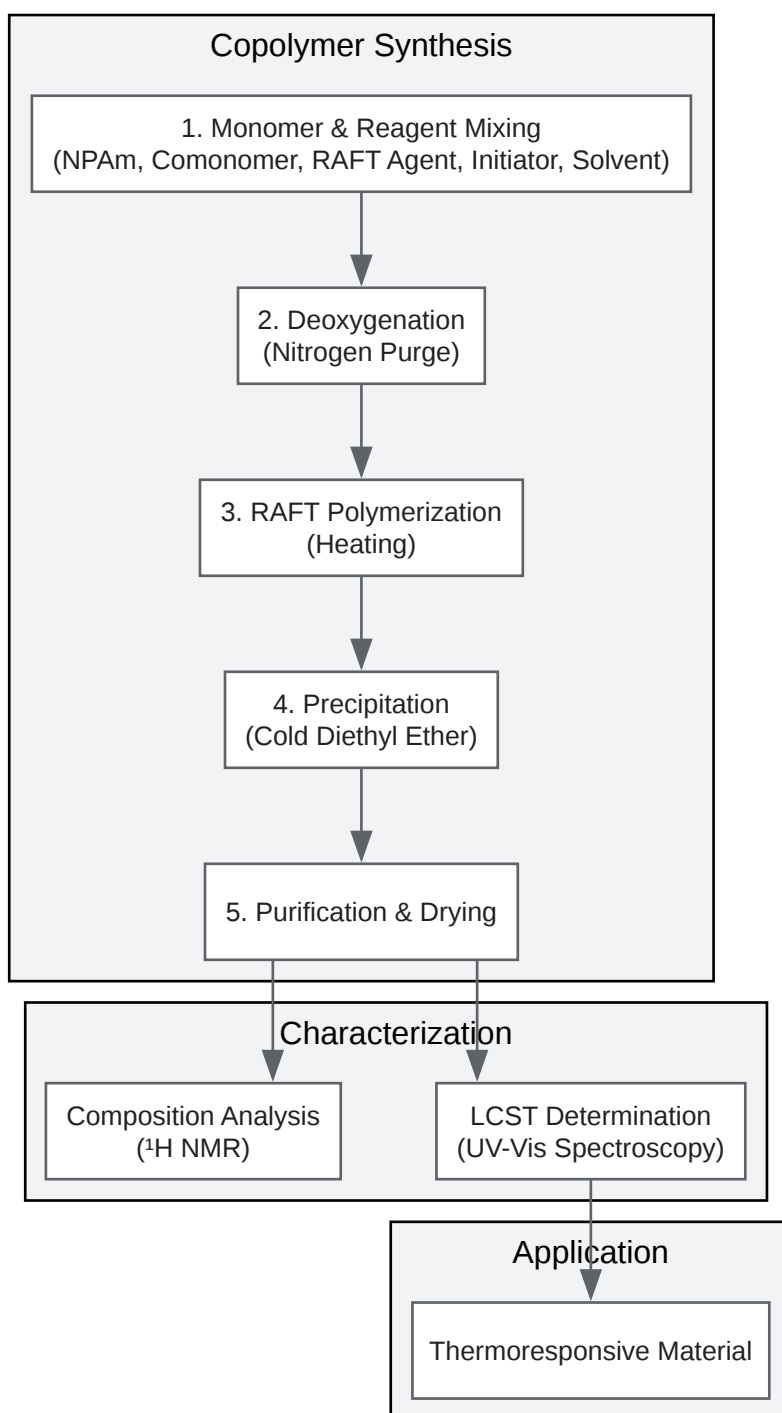 Copolymer Synthesis
1. Monomer & Reagent Mixing
(NPAm, Comonomer, RAFT Agent, Initiator, Solvent)
2. Deoxygenation
(Nitrogen Purge)
3. RAFT Polymerization
(Heating)
4. Precipitation
(Cold Diethyl Ether)
5. Purification & Drying
Characterization
Composition Analysis
(¹H NMR)
LCST Determination
(UV-Vis Spectroscopy)
Application
Thermoresponsive Material